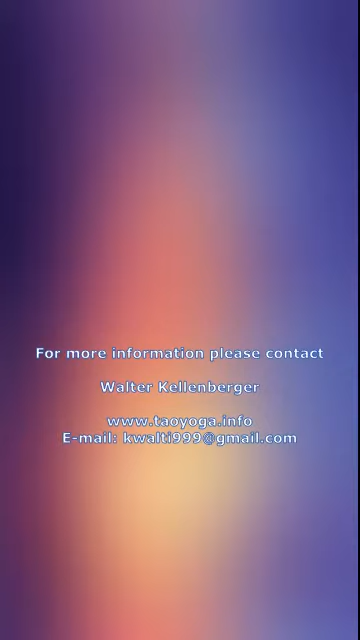 For more information please contact
Walter Kellenberger
www.taoyoga.info
E-mail: kwalti999@gmail.com